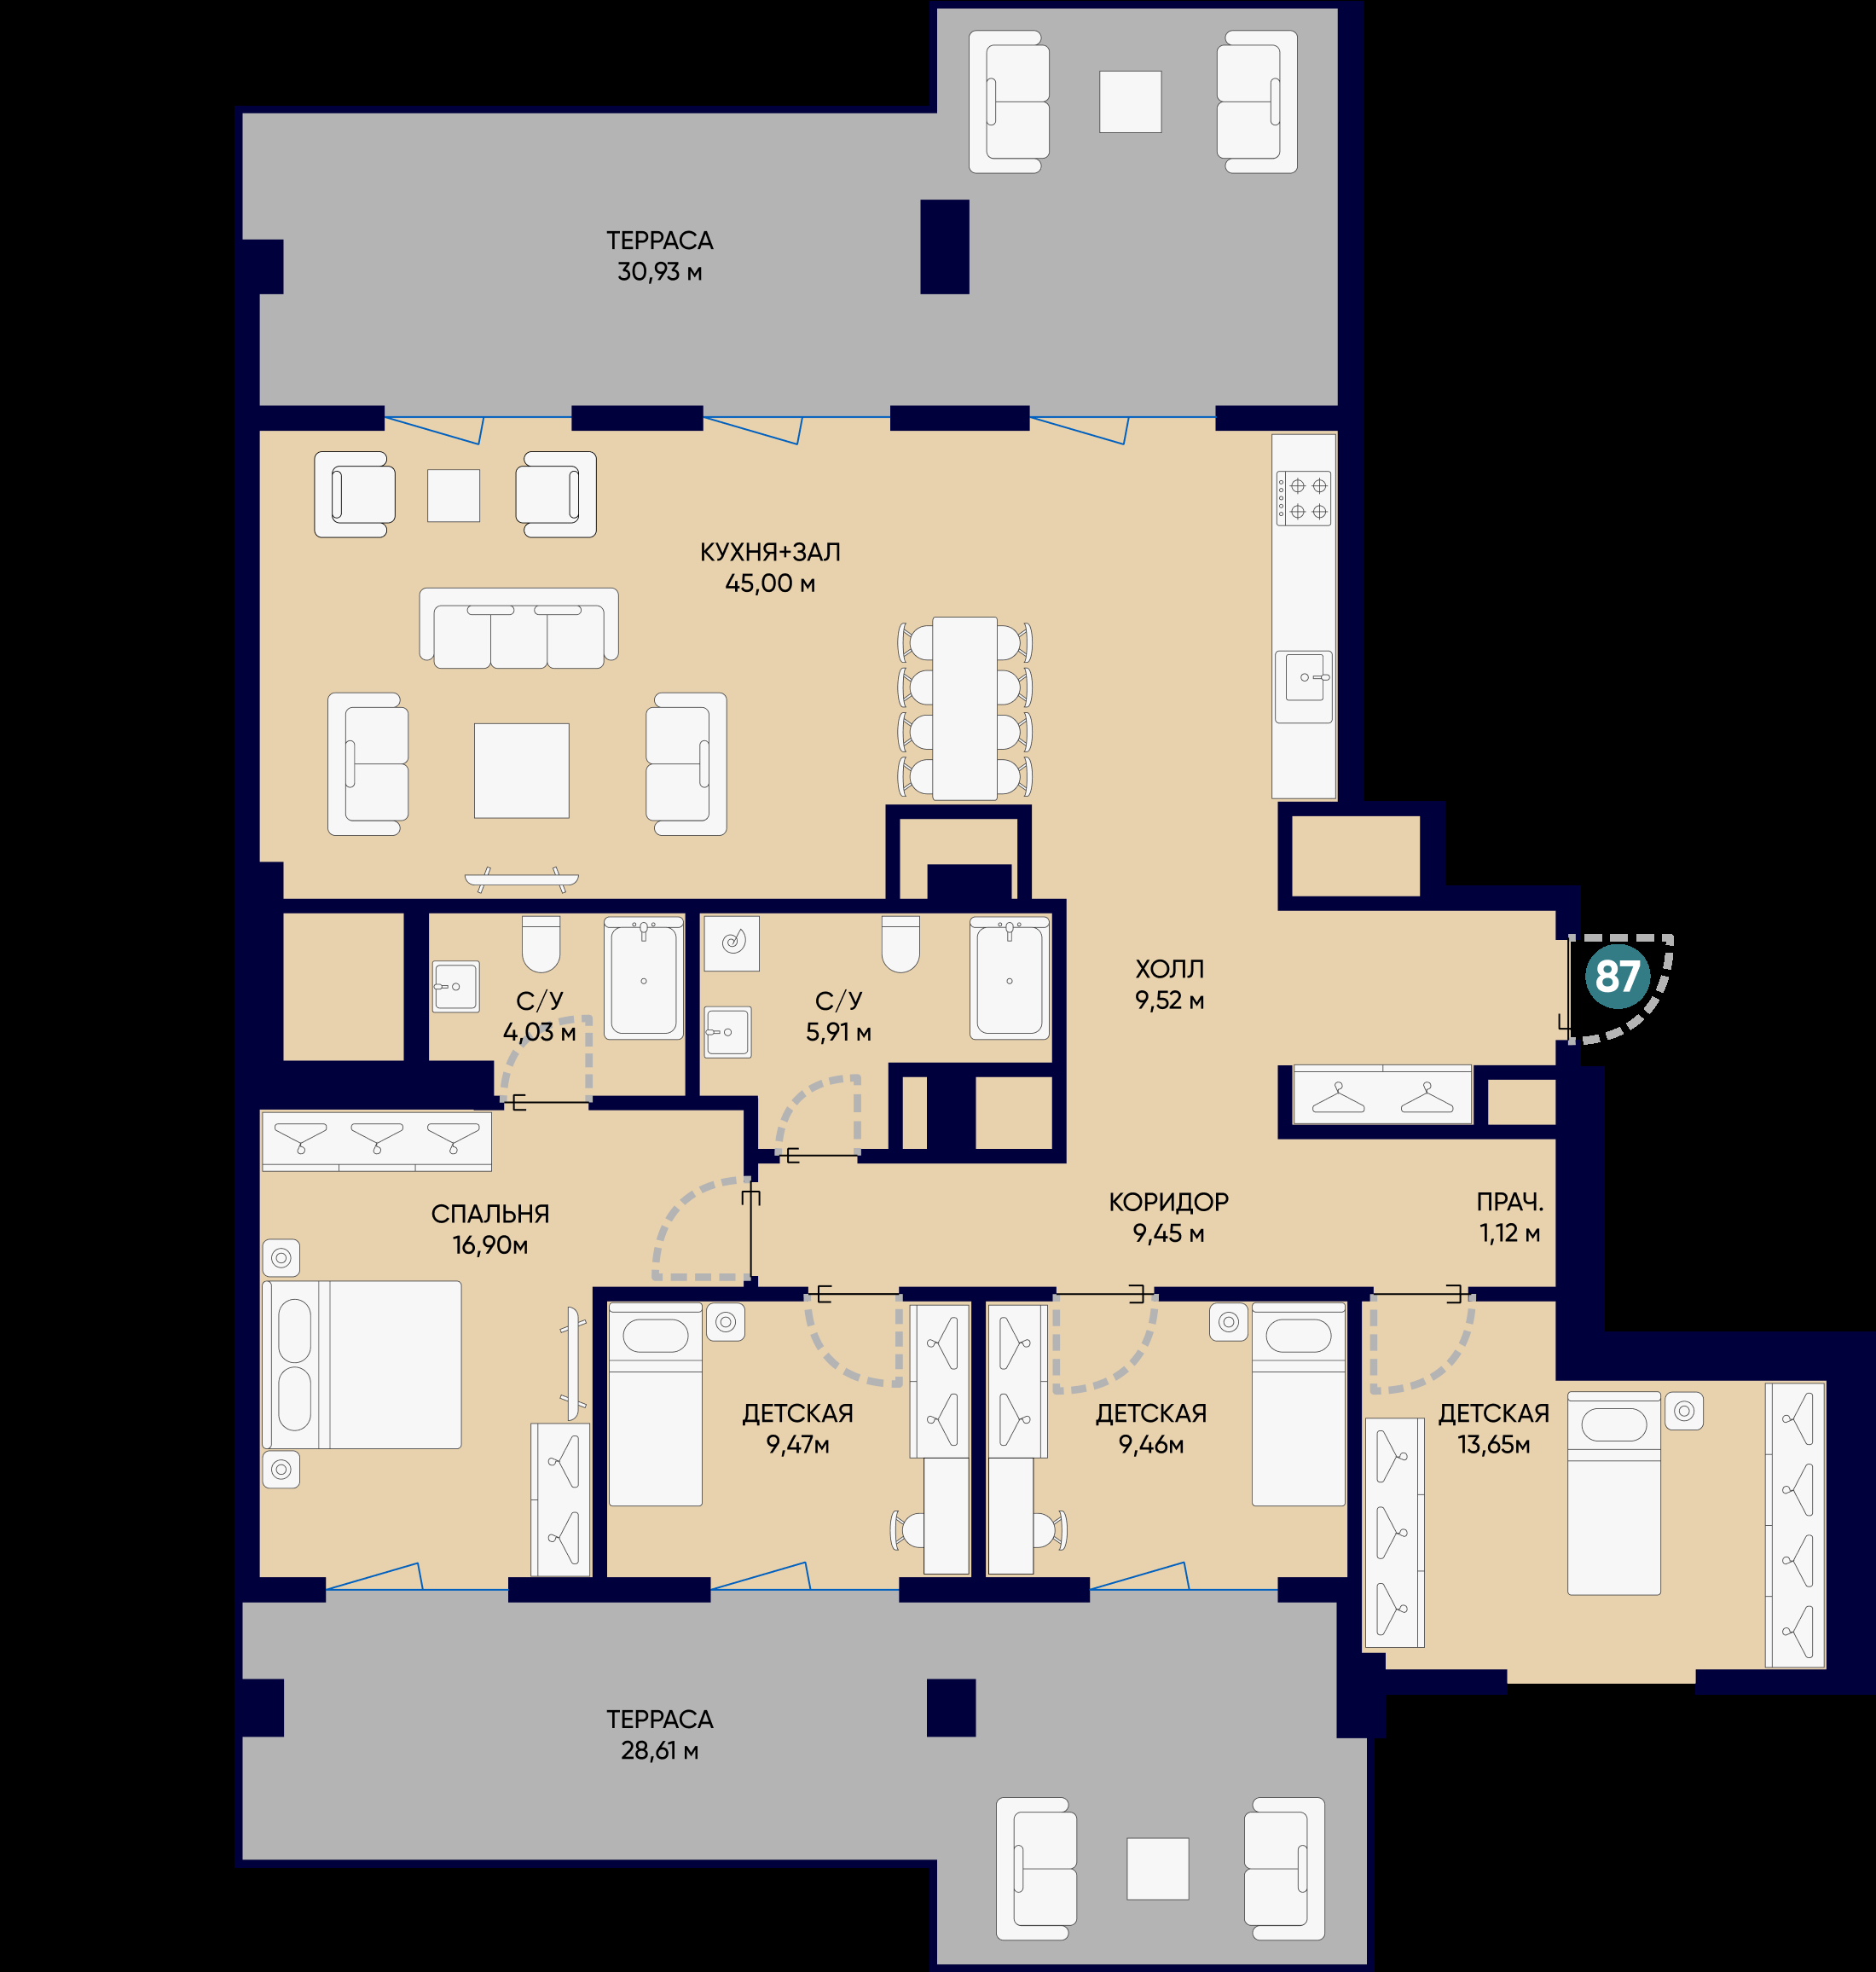 ТЕРРАСА
30,93 м
КУХНЯ+ЗАЛ
45,00 м
ХОЛЛ
9,52 м
87
С/У
4,03 м
С/У
5,91 м
СПАЛЬНЯ
16,90м
КОРИДОР
9,45 м
ПРАЧ.
1,12 м
ДЕТСКАЯ
9,47м
ДЕТСКАЯ
9,46м
ДЕТСКАЯ
13,65м
ТЕРРАСА
28,61 м